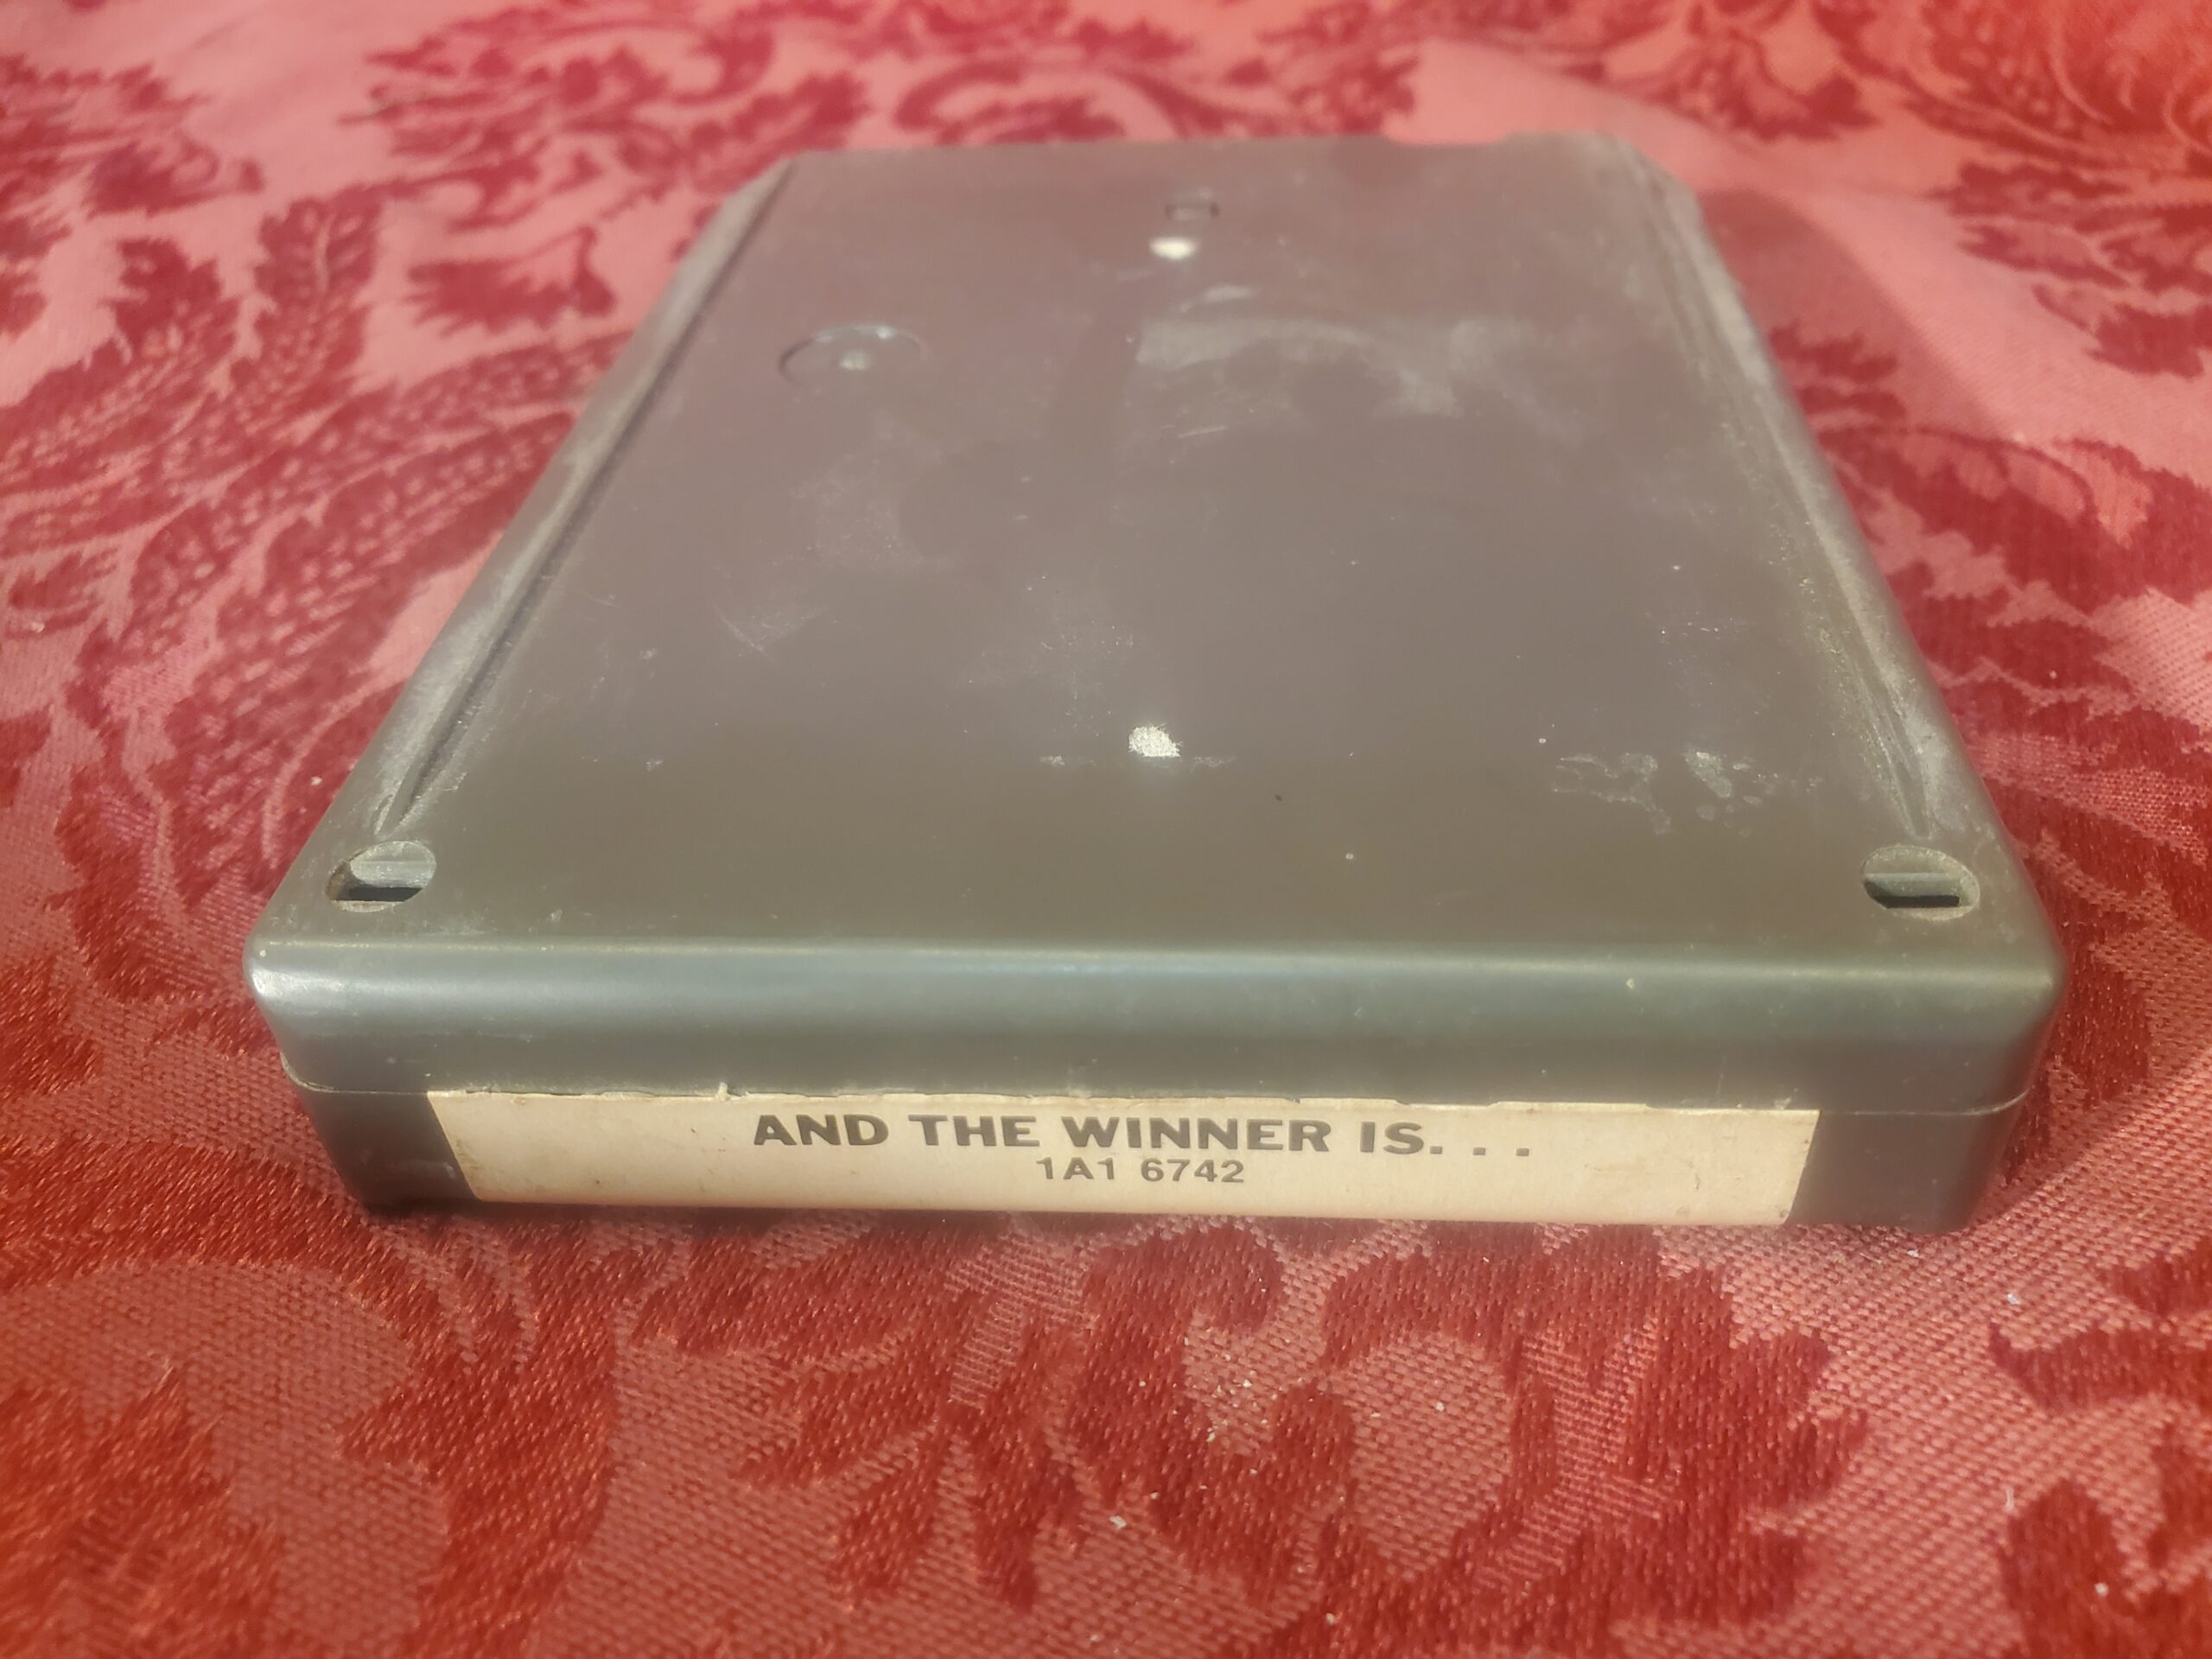 AND THE WINNER IS. . .
1A1 6742